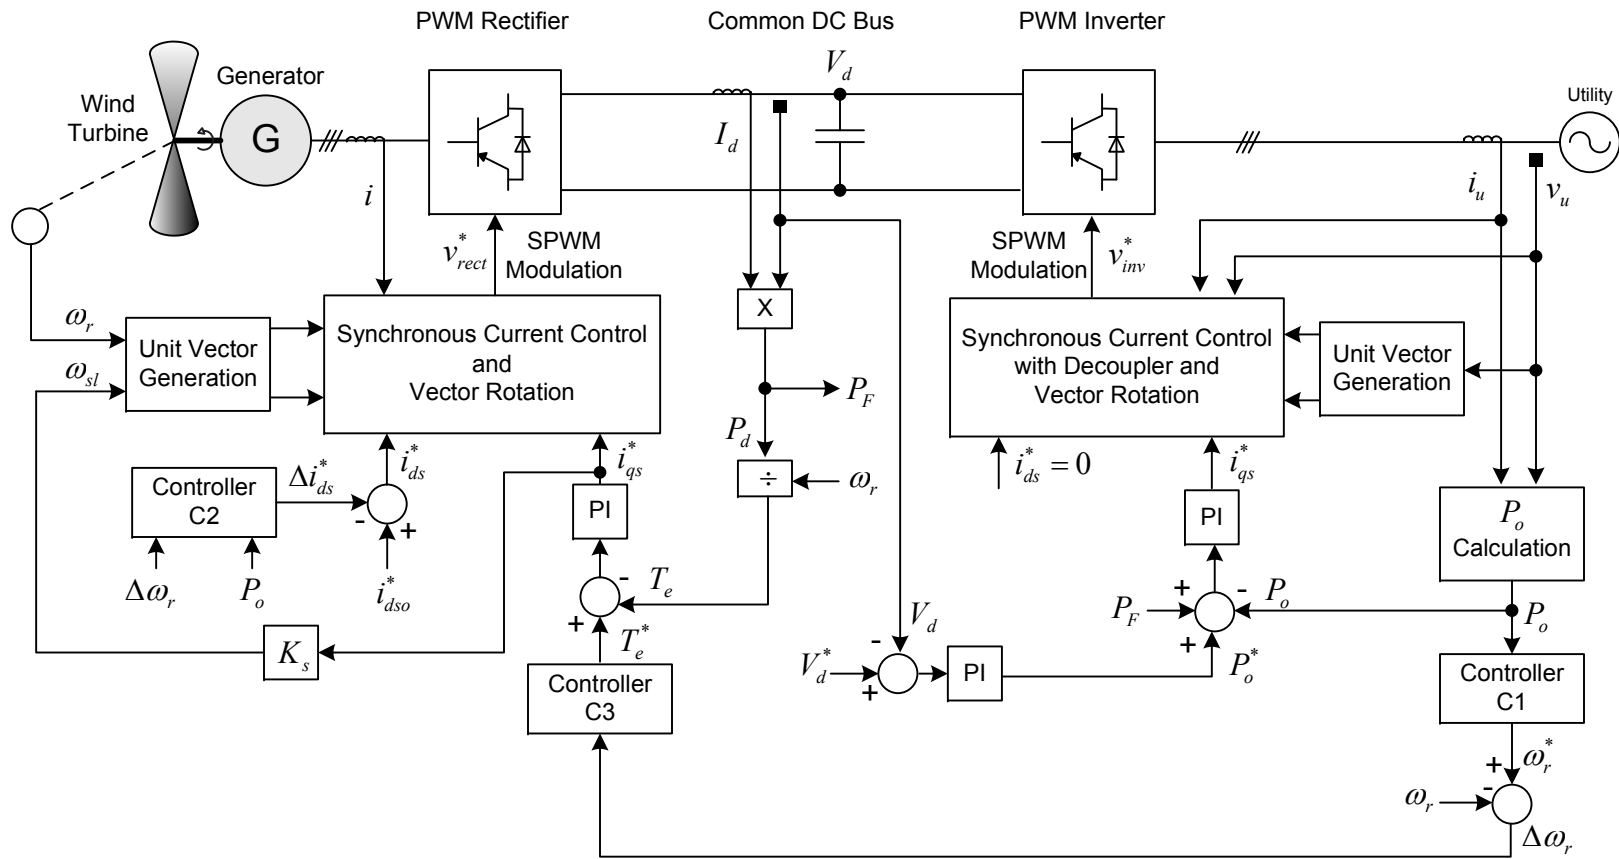 PWM Rectifier
Common DC Bus
PWM Inverter
Generator
Wind
Turbine
G
V_d
I_d
Utility
i
i_u
v_u
v*_rect
SPWM
Modulation
SPWM
Modulation
v*_inv
ω_r
ω_sl
Unit Vector
Generation
Synchronous Current Control
and
Vector Rotation
X
P_F
P_d
÷
ω_r
Synchronous Current Control
with Decoupler and
Vector Rotation
Unit Vector
Generation
i*_ds
i*_qs
i*_ds = 0
i*_qs
Controller
C2
Δi*_ds
-
+
Δω_r
P_o
i*_dso
PI
-
+
T_e
T*_e
K_s
Controller
C3
V_d
V*_d
-
+
PI
P*_o
PI
P_F
+
-
+
P_o
P_o
Calculation
P_o
Controller
C1
ω*_r
+
-
ω_r
Δω_r